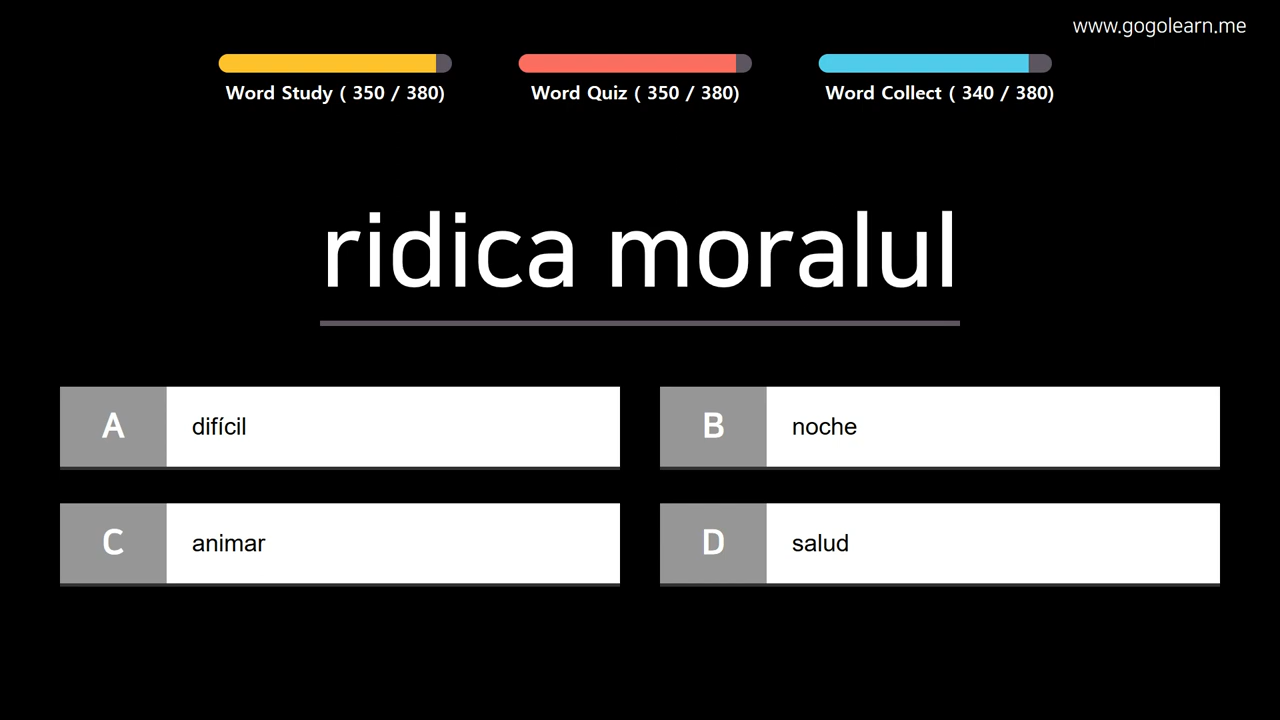 www.gogolearn.me
Word Study ( 350 / 380)
Word Quiz ( 350 / 380)
Word Collect ( 340 / 380)
ridica moralul
A difícil
B noche
C animar
D salud